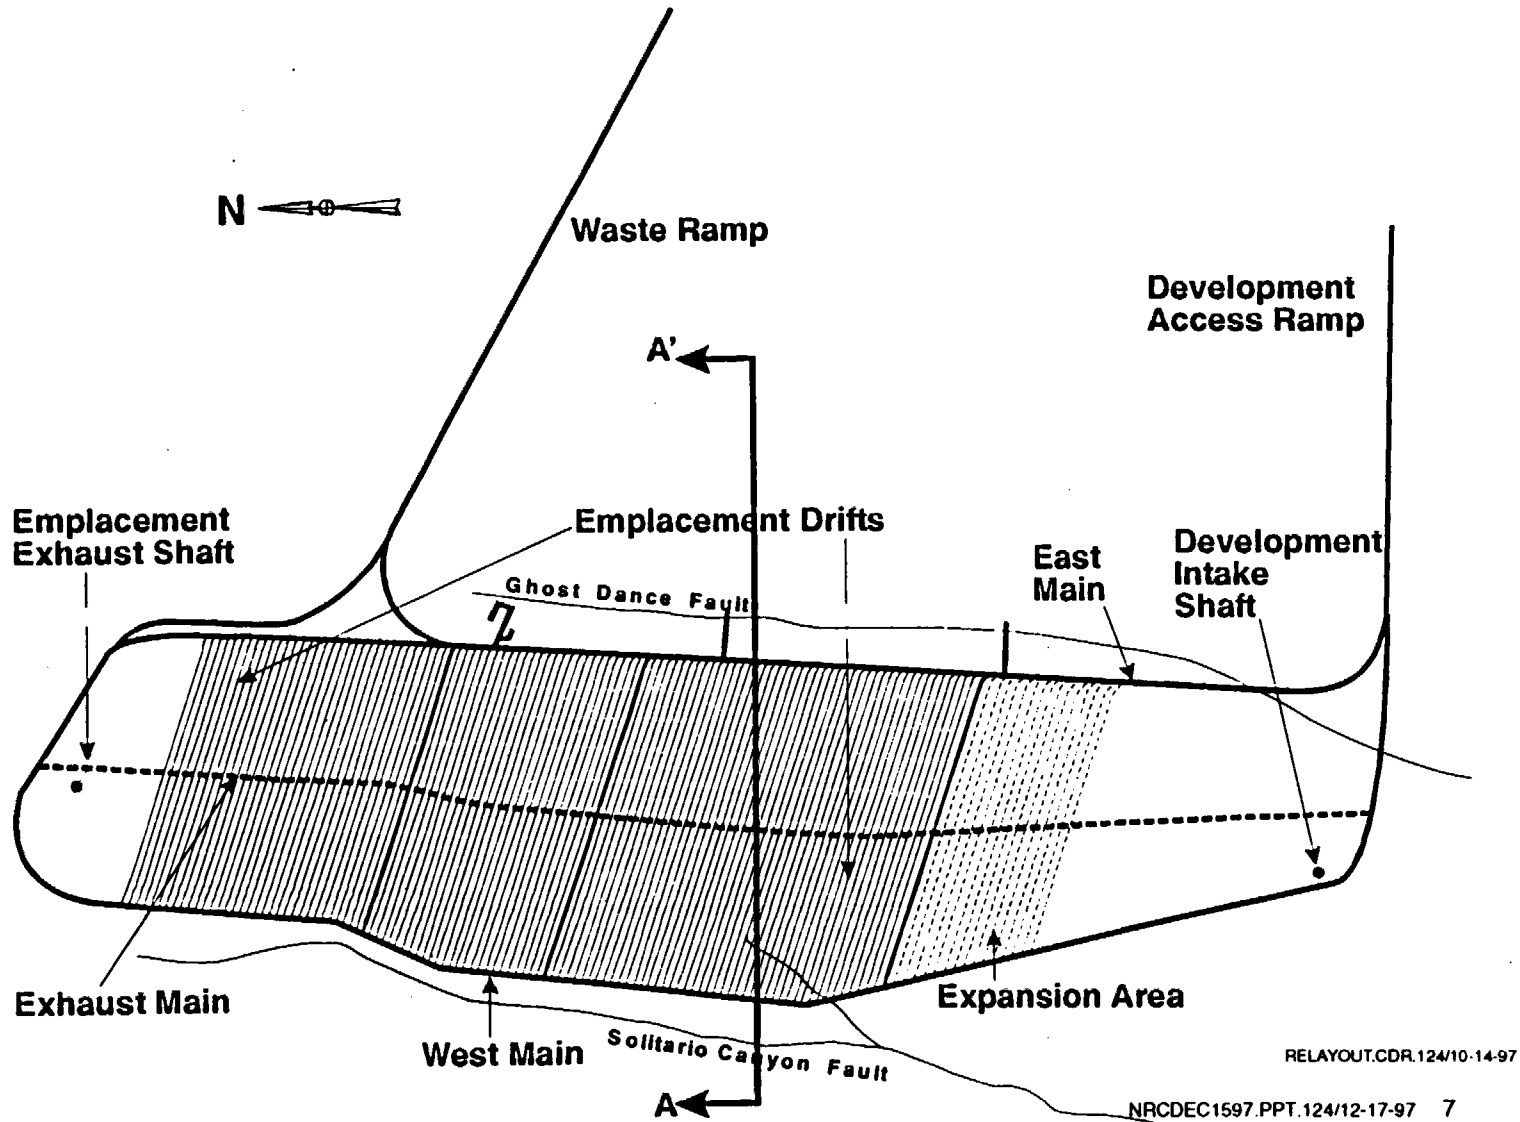 N
Waste Ramp
Development
Access Ramp
A'
Emplacement
Exhaust Shaft
Emplacement Drifts
East
Main
Development
Intake
Shaft
Ghost Dance Fault
Exhaust Main
West Main
Expansion Area
Solitario Canyon Fault
A
RELAYOUT.CDR.124/10-14-97
NRCDEC1597.PPT.124/12-17-97 7